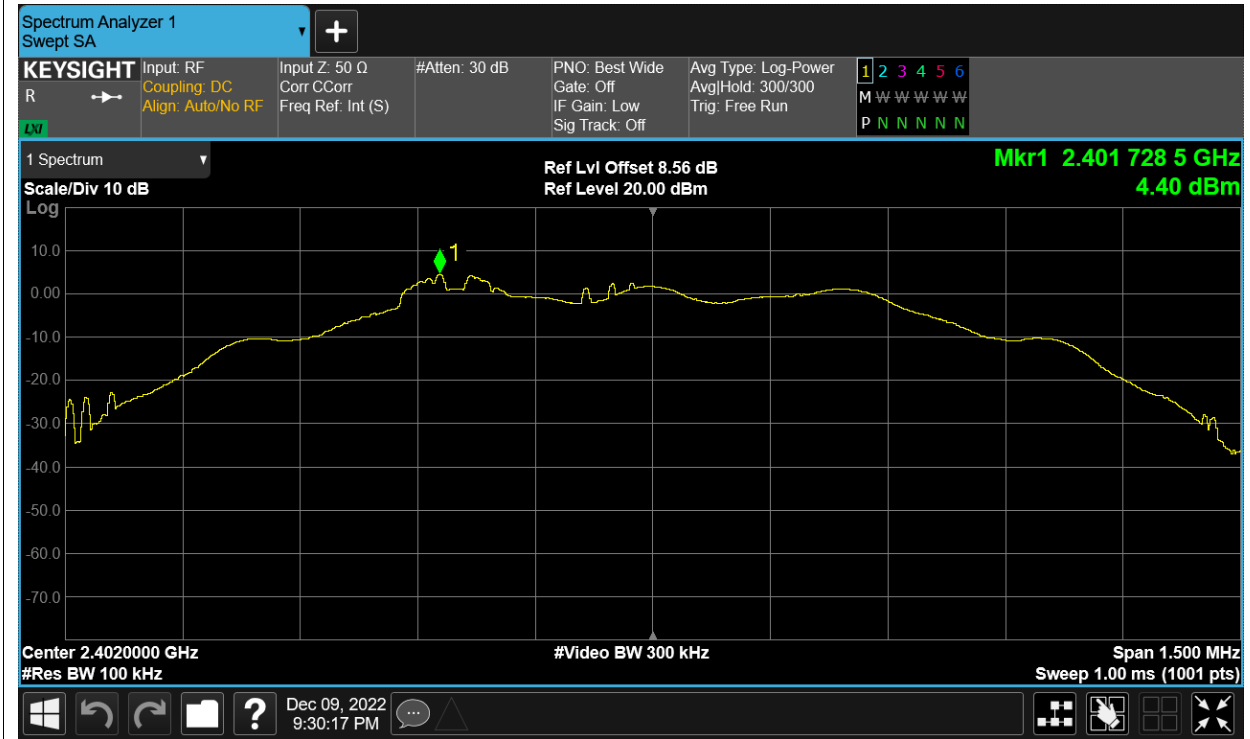 Spectrum Analyzer 1
Swept SA
KEYSIGHT
R
LXI
Input: RF
Coupling: DC
Align: Auto/No RF
Input Z: 50 Ω
Corr CCorr
Freq Ref: Int (S)
#Atten: 30 dB
PNO: Best Wide
Gate: Off
IF Gain: Low
Sig Track: Off
Avg Type: Log-Power
Avg|Hold: 300/300
Trig: Free Run
1 2 3 4 5 6
M W W W W W W
P N N N N N N
1 Spectrum
Scale/Div 10 dB
Log
Ref Lvl Offset 8.56 dB
Ref Level 20.00 dBm
Mkr1 2.401 728 5 GHz
4.40 dBm
1
10.0
0.00
-10.0
-20.0
-30.0
-40.0
-50.0
-60.0
-70.0
Center 2.4020000 GHz
#Res BW 100 kHz
#Video BW 300 kHz
Span 1.500 MHz
Sweep 1.00 ms (1001 pts)
?
Dec 09, 2022
9:30:17 PM